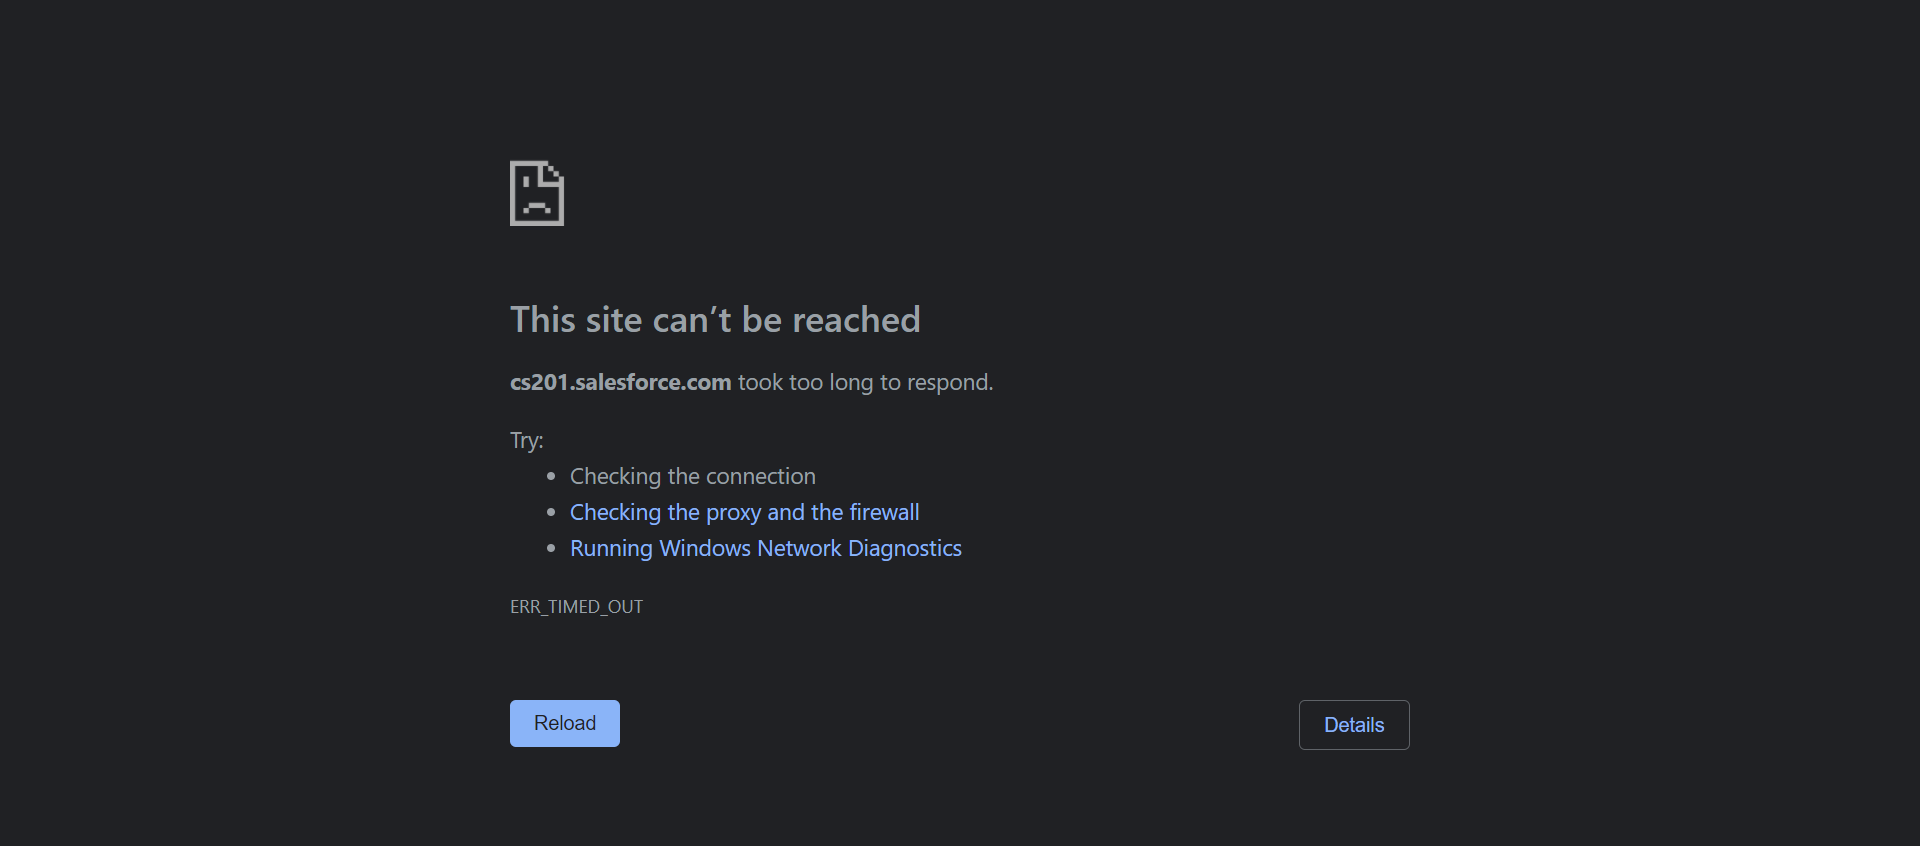 This site can’t be reached
cs201.salesforce.com took too long to respond.
Try:
Checking the connection
Checking the proxy and the firewall
Running Windows Network Diagnostics
ERR_TIMED_OUT
Reload
Details